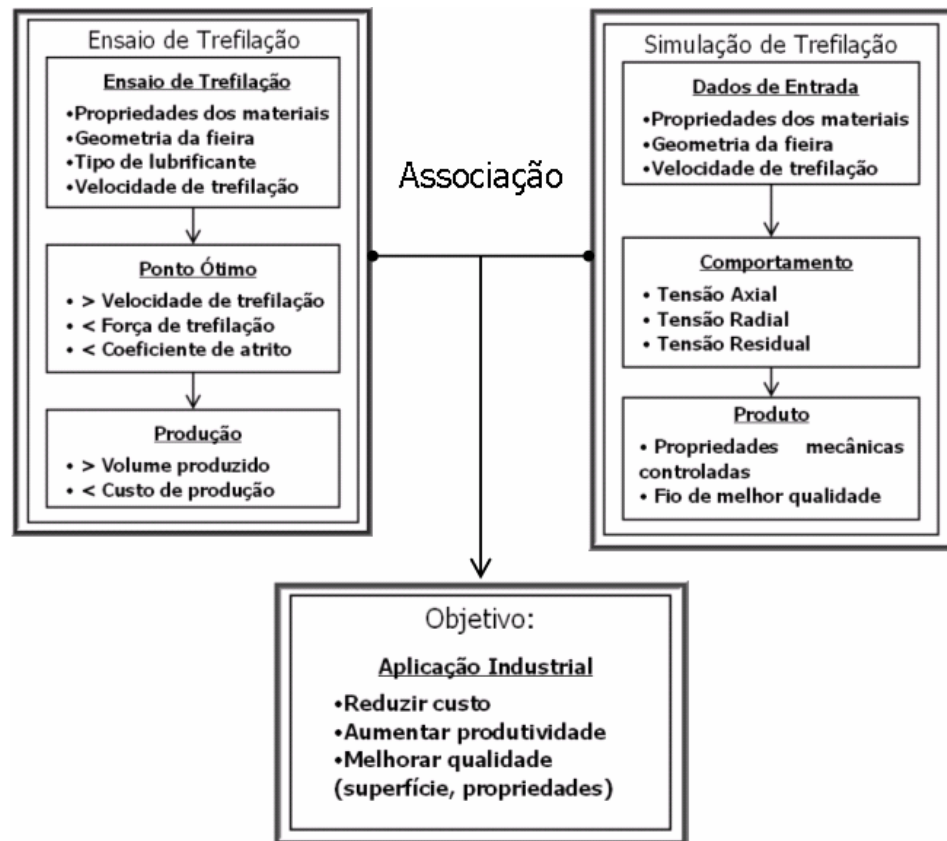 Ensaio de Trefilação
Ensaio de Trefilação
•Propriedades dos materiais
•Geometria da fieira
•Tipo de lubrificante
•Velocidade de trefilação
Ponto Ótimo
• > Velocidade de trefilação
• < Força de trefilação
• < Coeficiente de atrito
Produção
• > Volume produzido
• < Custo de produção
Associação
Simulação de Trefilação
Dados de Entrada
•Propriedades dos materiais
•Geometria da fieira
•Velocidade de trefilação
Comportamento
• Tensão Axial
• Tensão Radial
• Tensão Residual
Produto
• Propriedades mecânicas
controladas
• Fio de melhor qualidade
Objetivo:
Aplicação Industrial
•Reduzir custo
•Aumentar produtividade
•Melhorar qualidade
(superfície, propriedades)